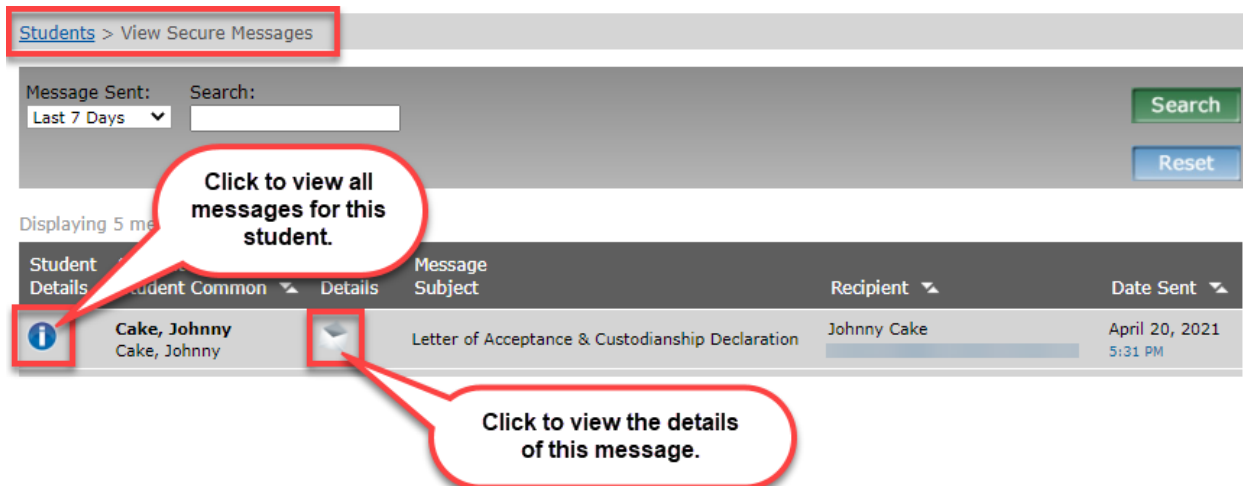 Students > View Secure Messages
Message Sent: Search:
Last 7 Days
Search
Reset
Click to view all
messages for this
student.
Displaying 5
Student Message
Details Student Common Details Subject Recipient Date Sent
Cake, Johnny
Cake, Johnny
Letter of Acceptance & Custodianship Declaration
Johnny Cake
April 20, 2021
5:31 PM
Click to view the details
of this message.